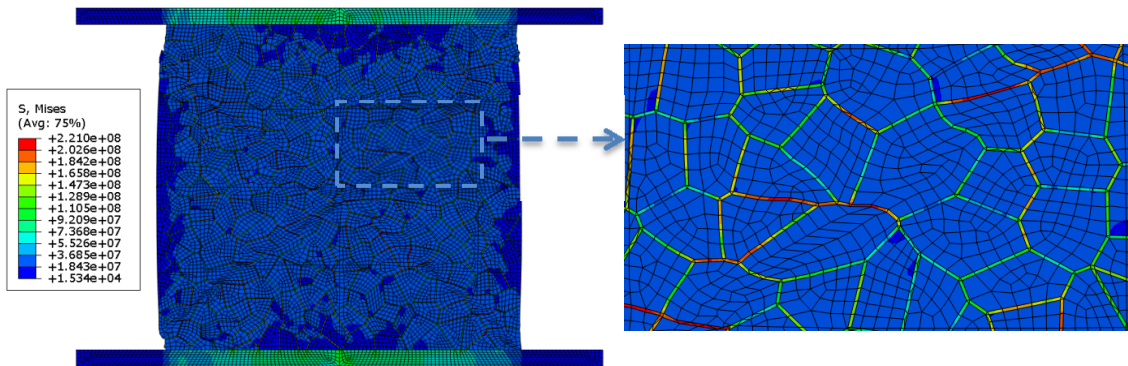 S, Mises
(Avg: 75%)
+2.210e+08
+2.026e+08
+1.842e+08
+1.658e+08
+1.473e+08
+1.289e+08
+1.105e+08
+9.209e+07
+7.368e+07
+5.526e+07
+3.685e+07
+1.843e+07
+1.534e+04